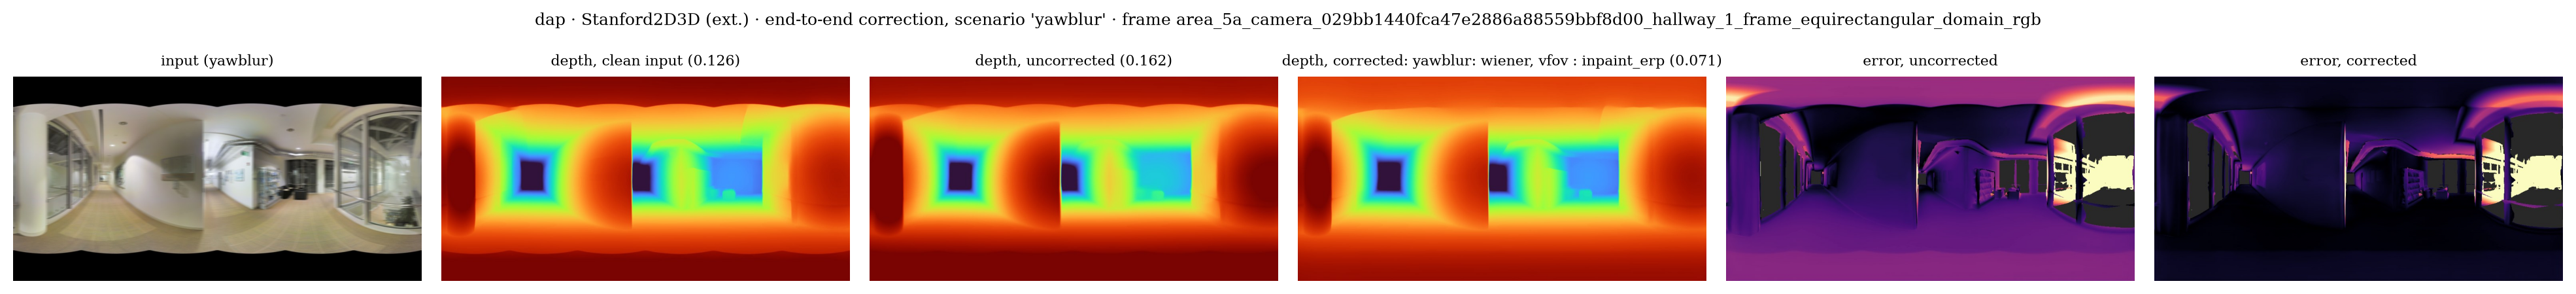 dap · Stanford2D3D (ext.) · end-to-end correction, scenario 'yawblur' · frame area_5a_camera_029bb1440fca47e2886a88559bbf8d00_hallway_1_frame_equirectangular_domain_rgb
input (yawblur)
depth, clean input (0.126)
depth, uncorrected (0.162)
depth, corrected: yawblur: wiener, vfov : inpaint_erp (0.071)
error, uncorrected
error, corrected